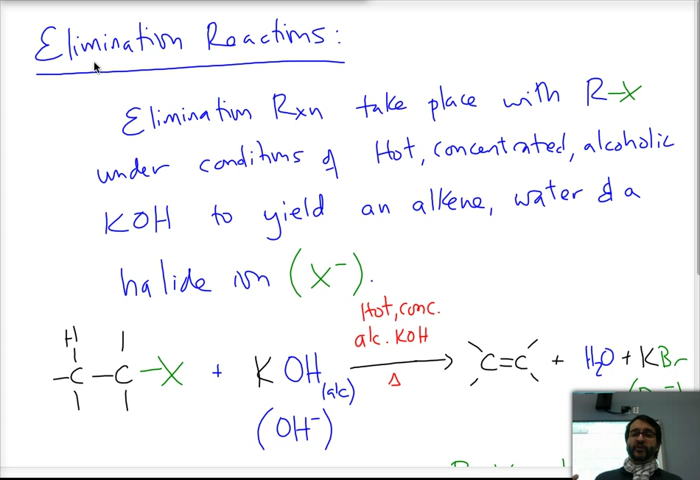 Elimination Reactions:
Elimination Rxn take place with R-X
under conditions of Hot, concentrated, alcoholic
KOH to yield an alkene, water & a
halide ion (X⁻).
Hot, conc.
alc. KOH
H
-C-C-X + KOH(alc) → C=C + H₂O + KBr
Δ
(OH⁻)